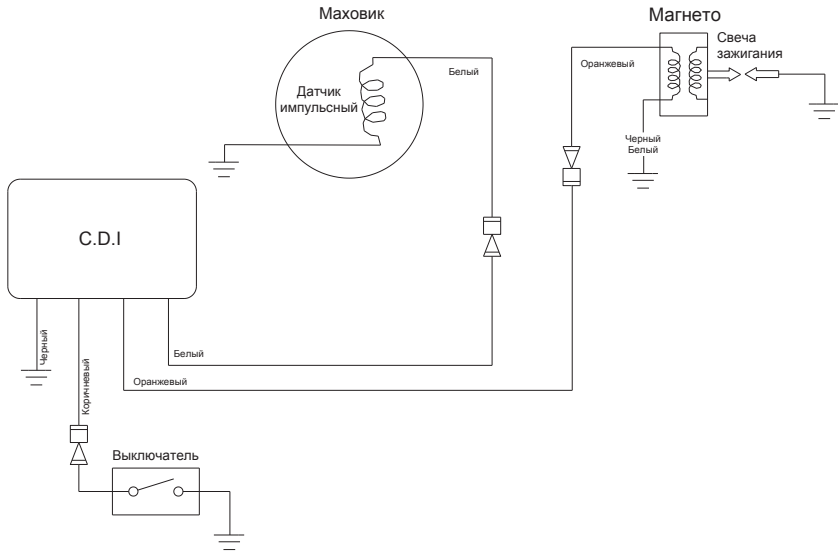 Маховик
Магнето
Свеча
зажигания
Белый
Оранжевый
Датчик
импульсный
Черный
Белый
C.D.I
Черный
Коричневый
Белый
Оранжевый
Выключатель